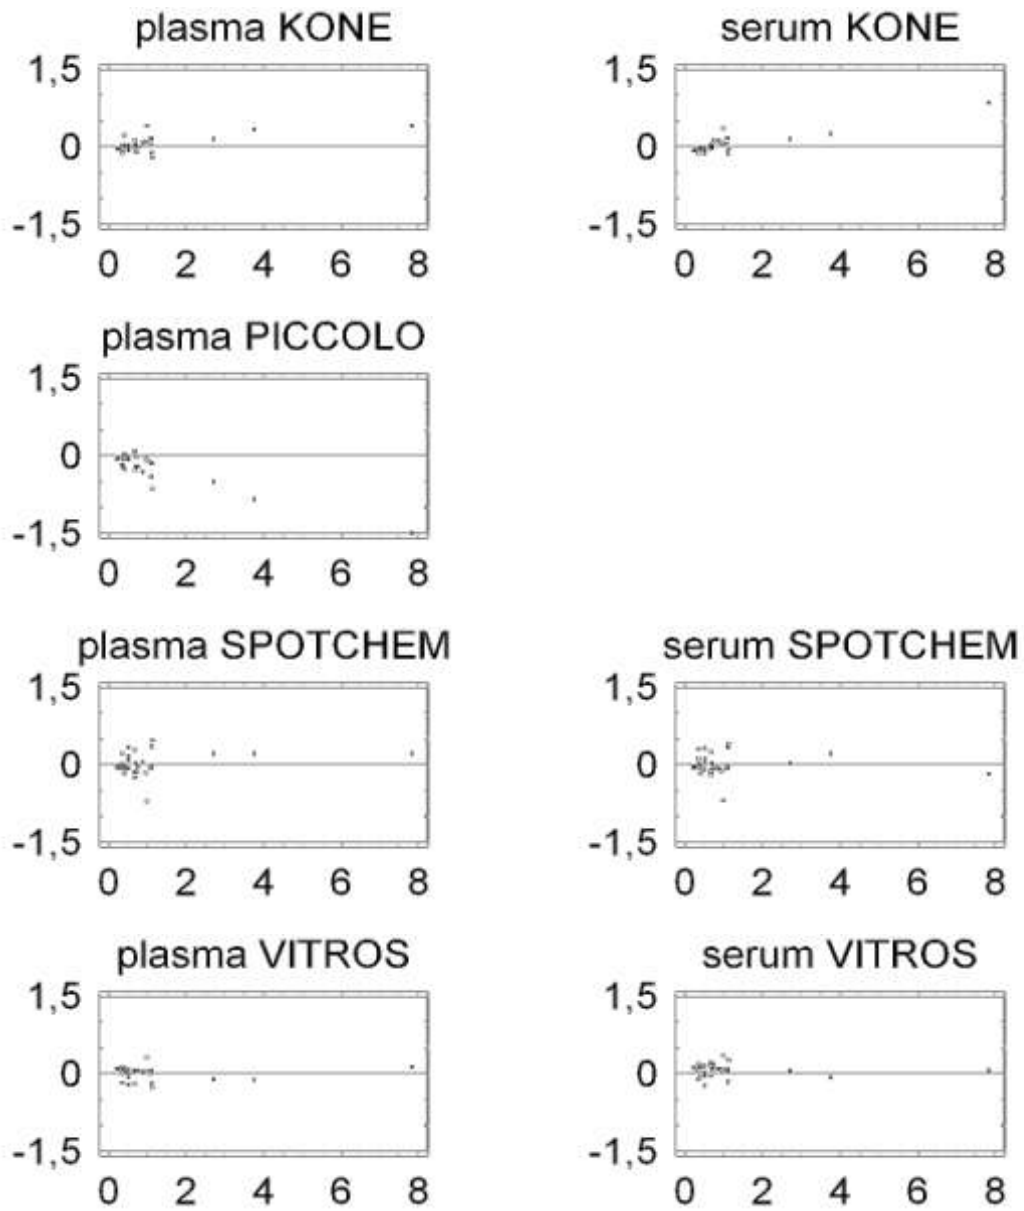 plasma KONE
1,5
0
-1,5
0 2 4 6 8
serum KONE
1,5
0
-1,5
0 2 4 6 8
plasma PICCOLO
1,5
0
-1,5
0 2 4 6 8
plasma SPOTCHEM
1,5
0
-1,5
0 2 4 6 8
serum SPOTCHEM
1,5
0
-1,5
0 2 4 6 8
plasma VITROS
1,5
0
-1,5
0 2 4 6 8
serum VITROS
1,5
0
-1,5
0 2 4 6 8